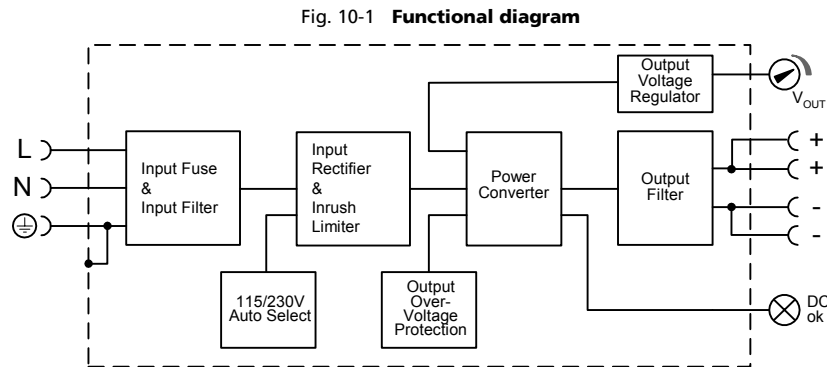 Fig. 10-1 Functional diagram
Output
Voltage
Regulator
VOUT
L
N
Input Fuse
&
Input Filter
Input
Rectifier
&
Inrush
Limiter
Power
Converter
Output
Filter
+
+
-
-
115/230V
Auto Select
Output
Over-
Voltage
Protection
DC
ok